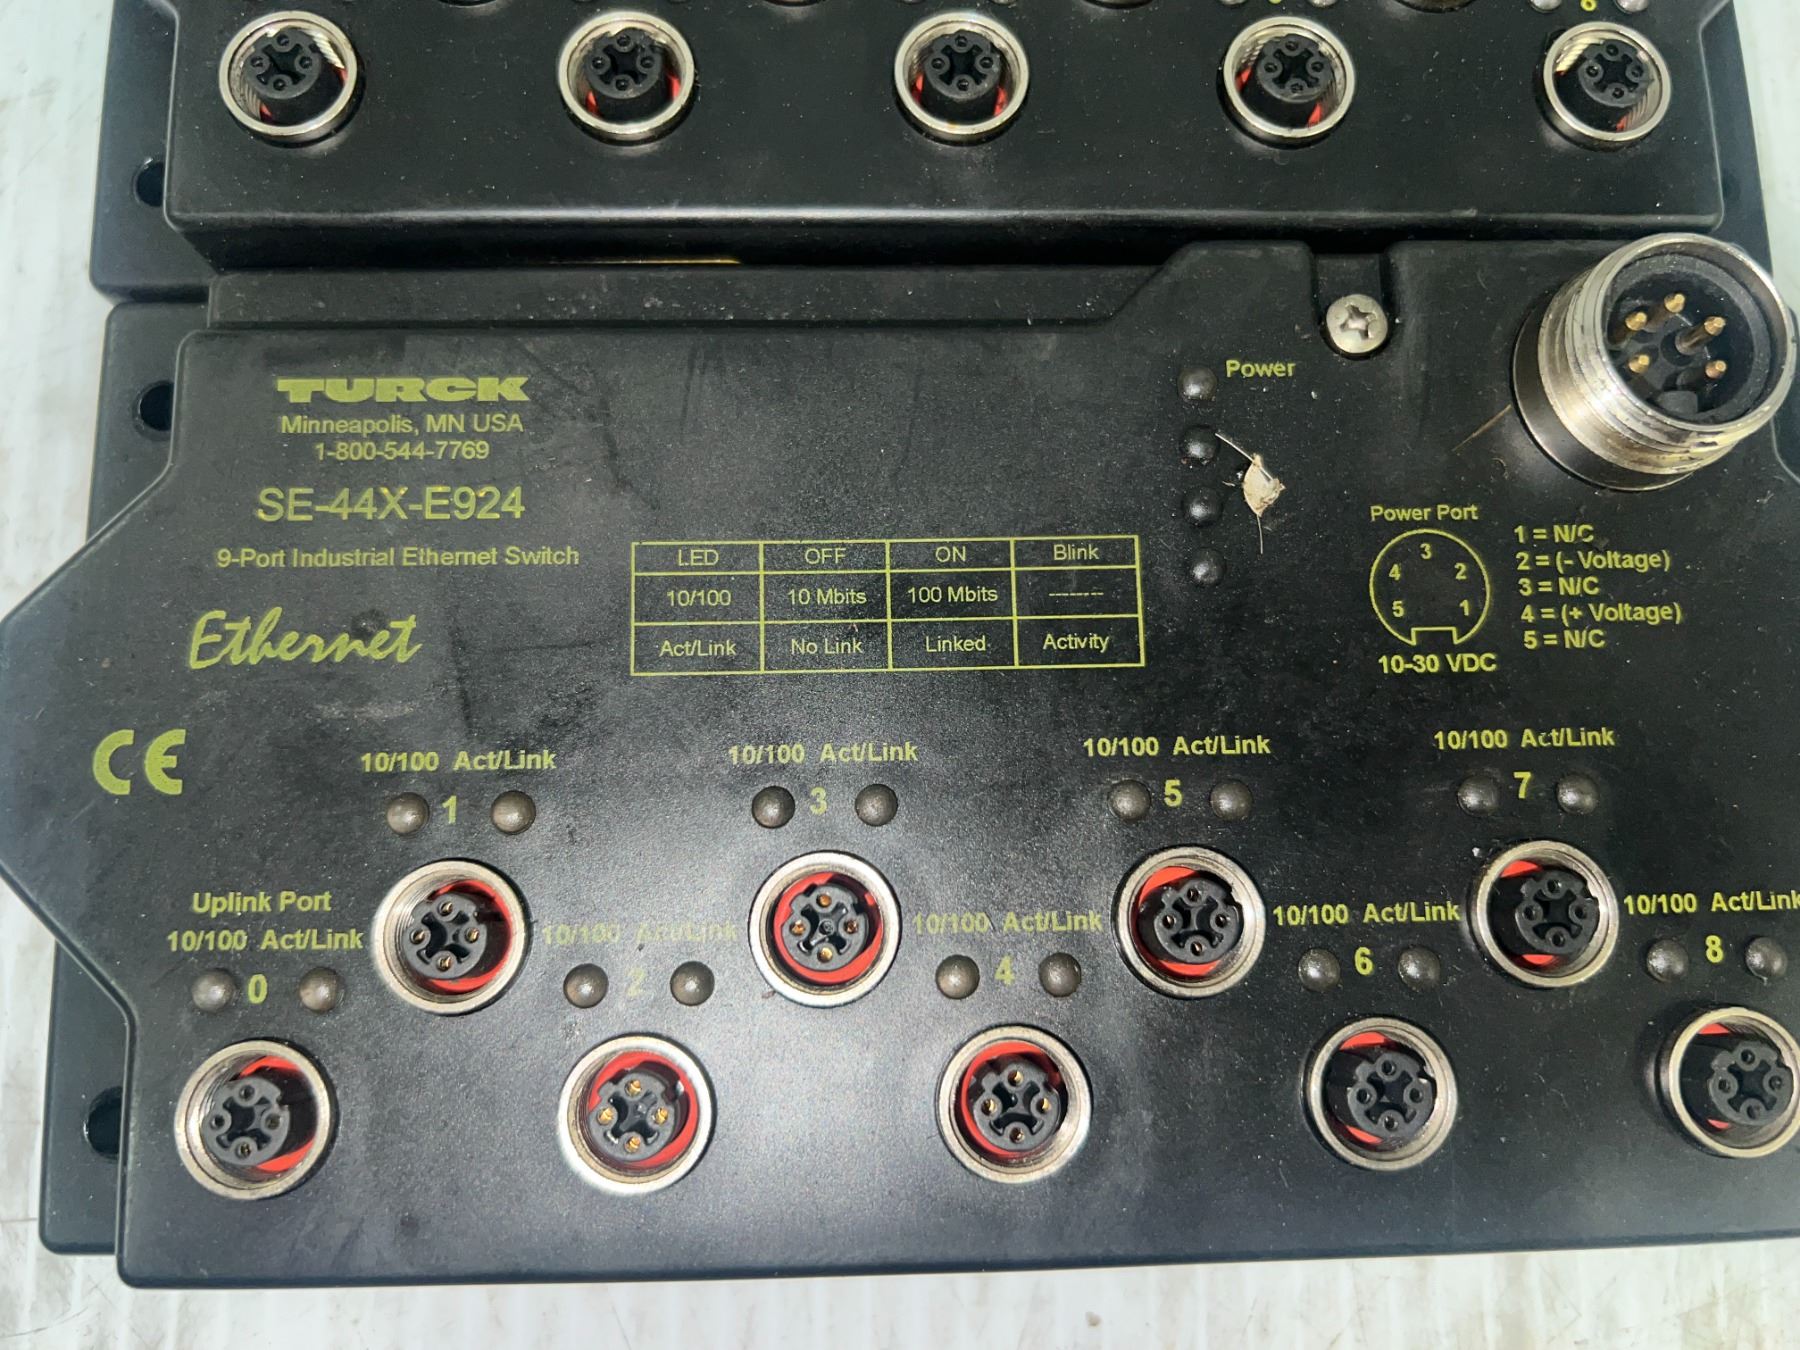 8
TURCK
Minneapolis, MN USA
1-800-544-7769
SE-44X-E924
9-Port Industrial Ethernet Switch
Ethernet
LED OFF ON Blink
10/100 10 Mbits 100 Mbits --------
Act/Link No Link Linked Activity
Power
Power Port
3
4 2
5 1
10-30 VDC
1 = N/C
2 = (- Voltage)
3 = N/C
4 = (+ Voltage)
5 = N/C
CE
10/100 Act/Link
1
10/100 Act/Link
3
10/100 Act/Link
5
10/100 Act/Link
7
Uplink Port
10/100 Act/Link
0
10/100 Act/Link
2
10/100 Act/Link
4
10/100 Act/Link
6
10/100 Act/Link
8